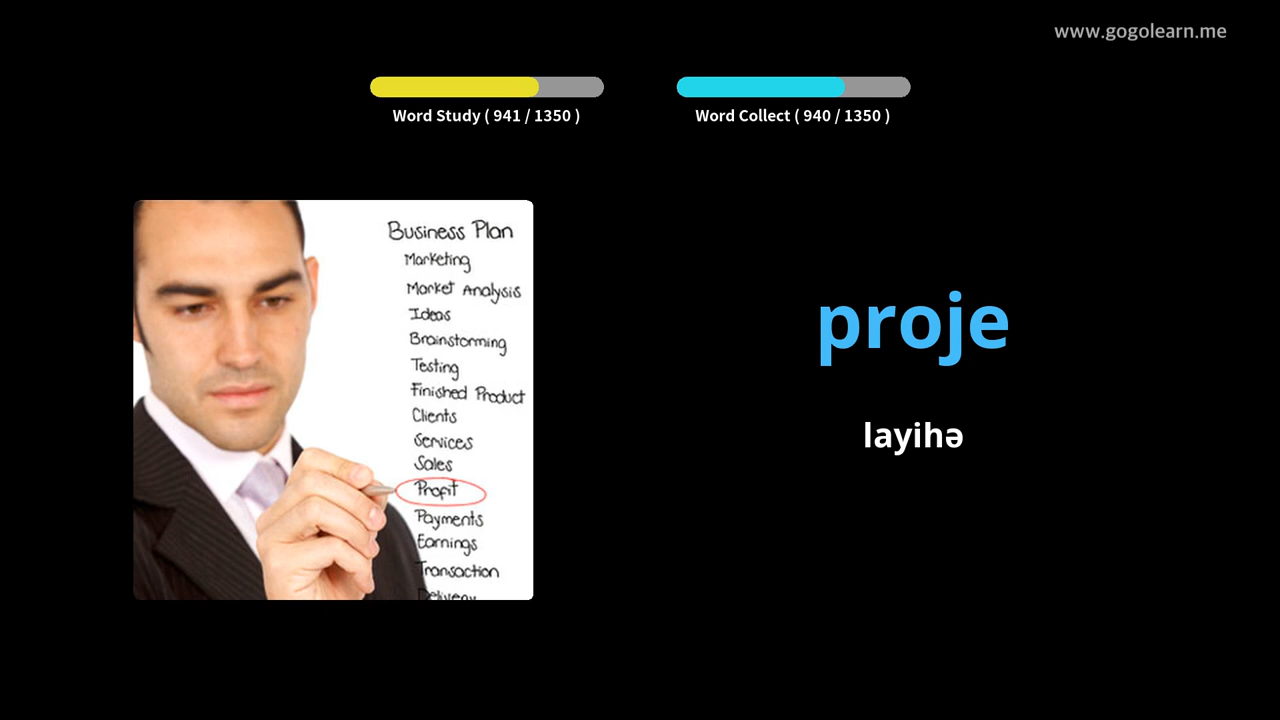 www.gogolearn.me
Word Study ( 941 / 1350 )
Word Collect ( 940 / 1350 )
Business Plan
Marketing
Market Analysis
Ideas
Brainstorming
Testing
Finished Product
Clients
Services
Sales
Profit
Payments
Earnings
Transaction
Delivery
proje
layihə